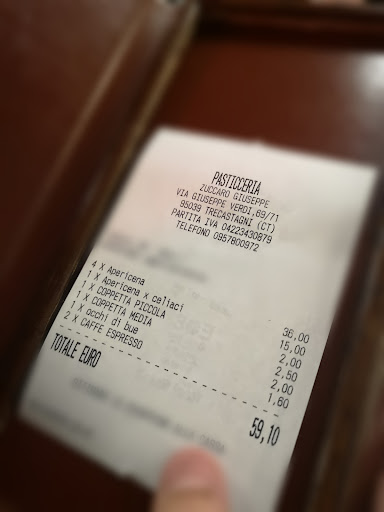 PASTICCERIA
ZUCCARO GIUSEPPE
VIA GIUSEPPE VERDI,69/71
95039 TRECASTAGNI (CT)
PARTITA IVA 04223430879
TELEFONO 0957800972
4 X Apericena 36,00
1 X Apericena x celiaci 15,00
1 X COPPETTA PICCOLA 2,00
1 X COPPETTA MEDIA 2,50
1 X occhi di bue 2,00
2 X CAFFE ESPRESSO 1,60
TOTALE EURO 59,10